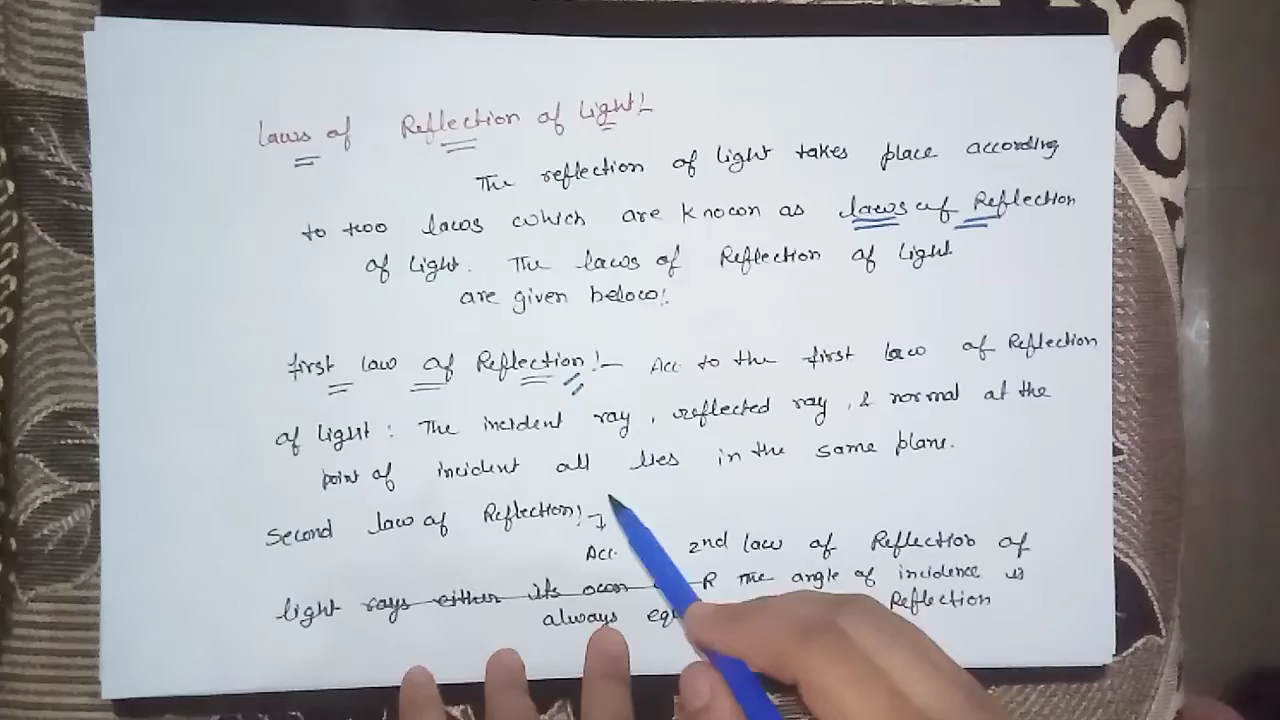 Laws of Reflection of Light!
The reflection of light takes place according
to two laws which are known as laws of Reflection
of light. The laws of Reflection of light
are given below!
first law of Reflection!- Acc. to the first law of Reflection
of light: The incident ray, reflected ray, & normal at the
point of incident all lies in the same plane.
Second law of Reflection!-
Acc. 2nd law of Reflection of
light rays either its own R The angle of incidence is
always equ Reflection